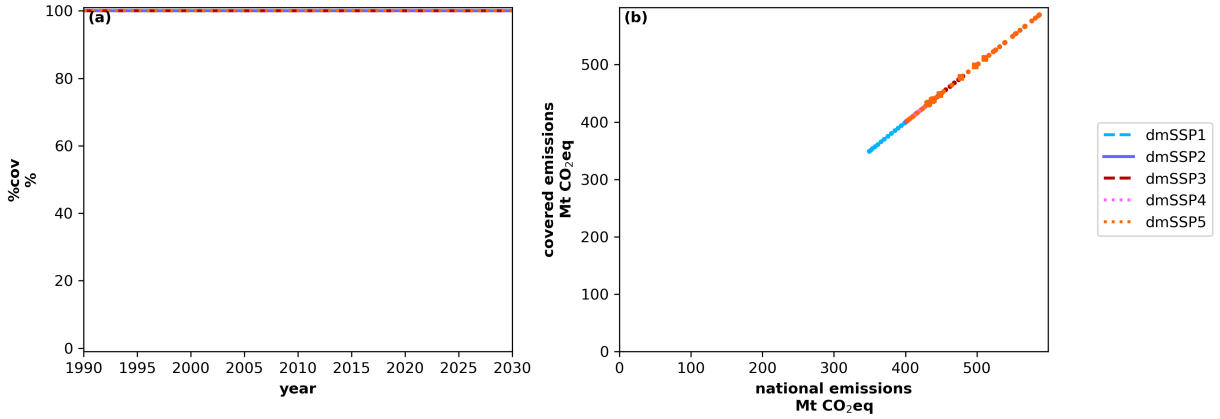 (a)
100
80
60
40
20
0
%cov
%
1990 1995 2000 2005 2010 2015 2020 2025 2030
year
(b)
500
400
300
200
100
0
covered emissions
Mt CO₂eq
0 100 200 300 400 500
national emissions
Mt CO₂eq
dmSSP1
dmSSP2
dmSSP3
dmSSP4
dmSSP5